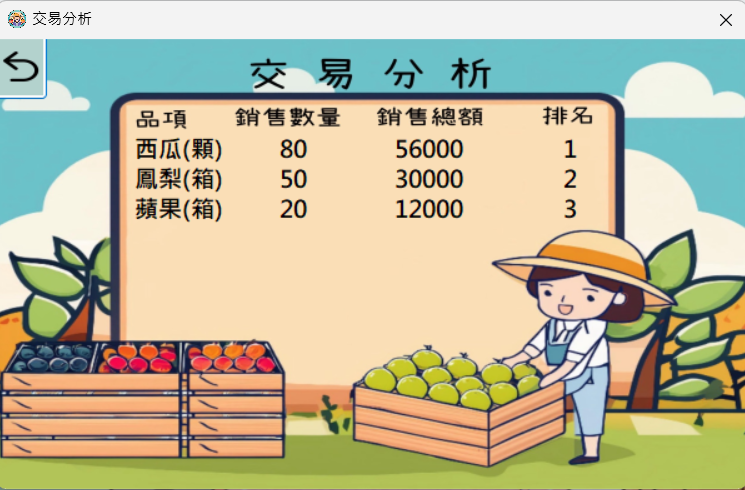 交易分析
交易分析
品項 銷售數量 銷售總額 排名
西瓜(顆) 80 56000 1
鳳梨(箱) 50 30000 2
蘋果(箱) 20 12000 3